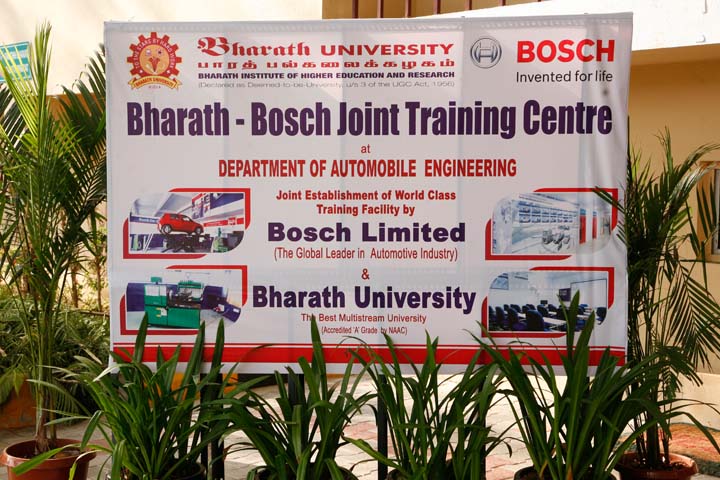 Bharath UNIVERSITY
பாரத் பல்கலைக்கழகம்
BHARATH INSTITUTE OF HIGHER EDUCATION AND RESEARCH
(Declared as Deemed-to-be-University, u/s 3 of the UGC Act, 1956)
BHARATH UNIVERSITY
BOSCH
Invented for life
Bharath - Bosch Joint Training Centre
at
DEPARTMENT OF AUTOMOBILE ENGINEERING
Joint Establishment of World Class
Training Facility by
Bosch Limited
(The Global Leader in Automotive Industry)
&
Bharath University
The Best Multistream University
(Accredited 'A' Grade by NAAC)